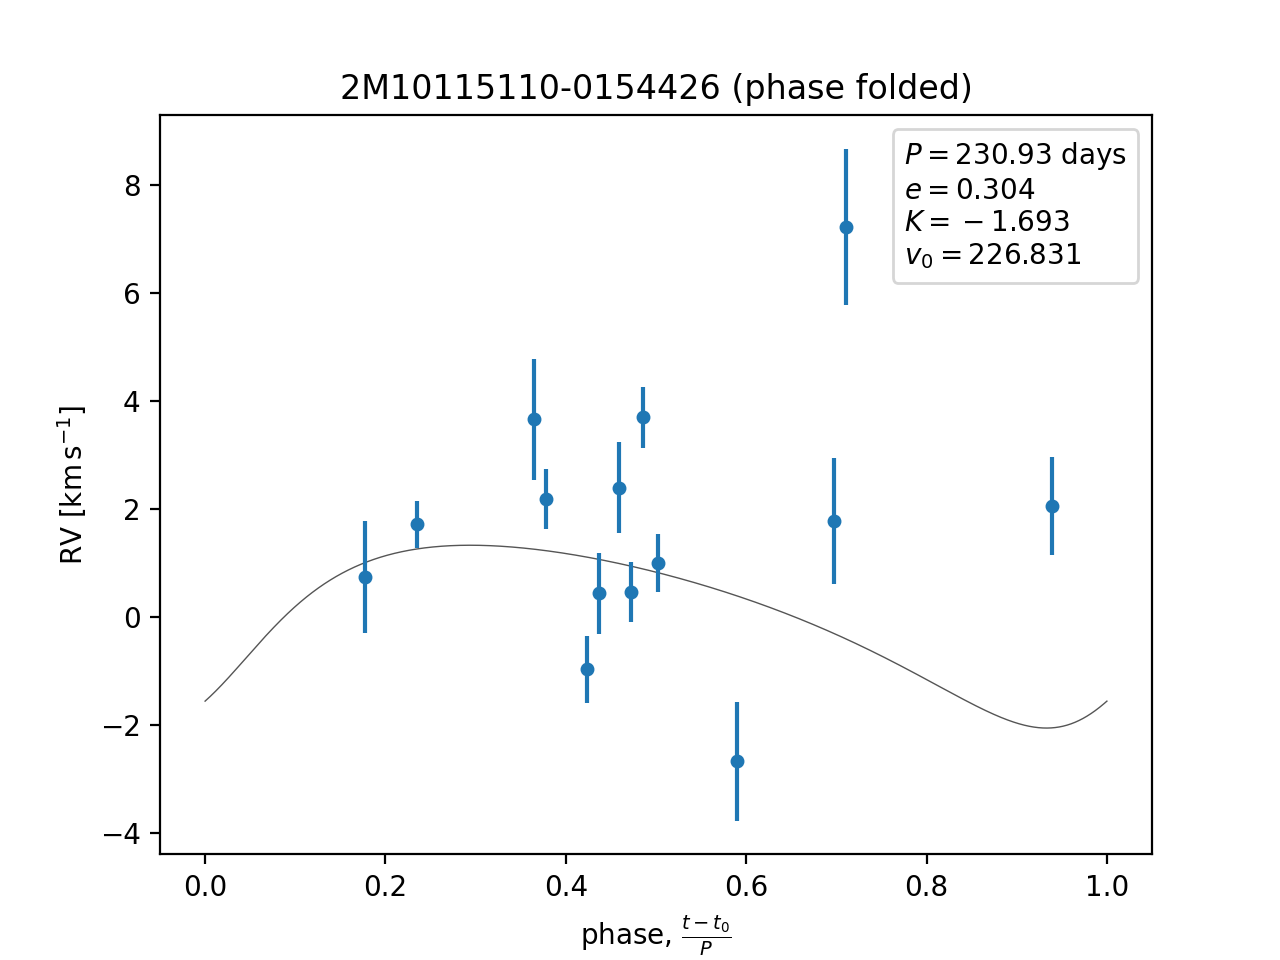 2M10115110-0154426 (phase folded)
P = 230.93 days
e = 0.304
K = −1.693
v₀ = 226.831
RV [km s⁻¹]
8
6
4
2
0
−2
−4
0.0 0.2 0.4 0.6 0.8 1.0
phase, (t − t₀)/P